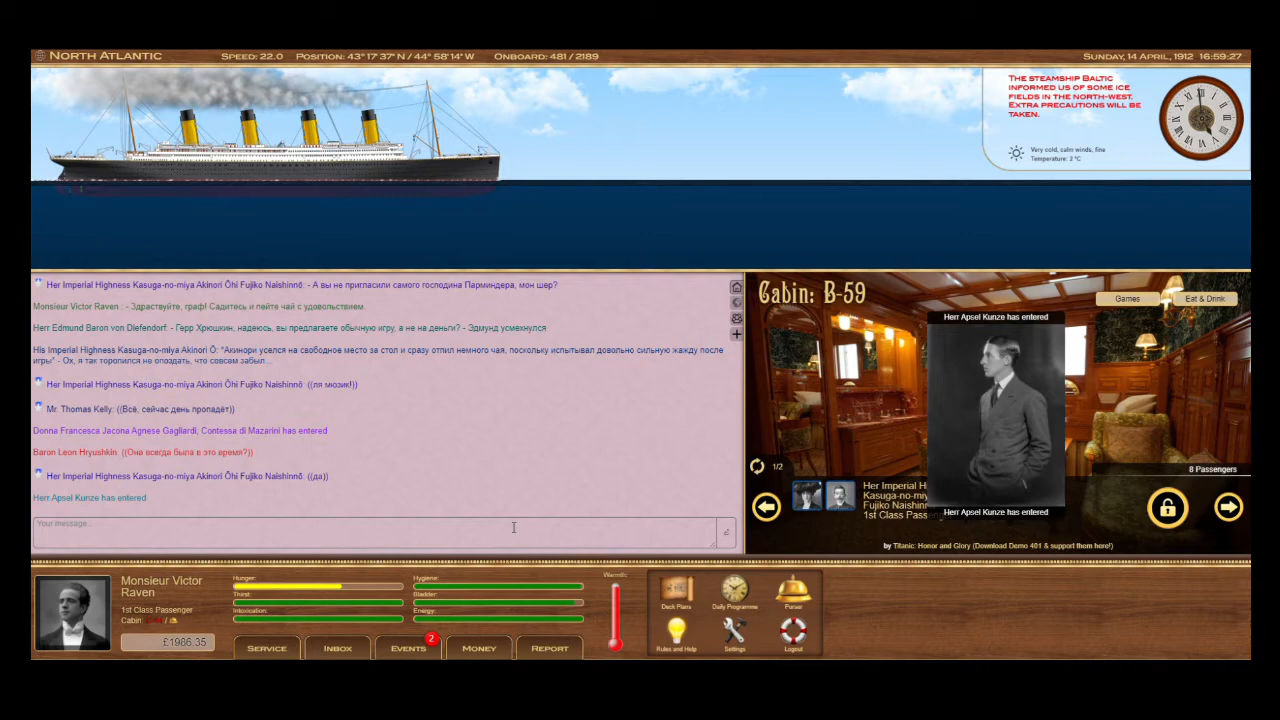 NORTH ATLANTIC SPEED: 22.0 POSITION: 43° 17' 37" N / 44° 58' 14" W ONBOARD: 481 / 2189 SUNDAY, 14 APRIL, 1912 16:59:27
THE STEAMSHIP BALTIC
INFORMED US OF SOME ICE
FIELDS IN THE NORTH-WEST.
EXTRA PRECAUTIONS WILL BE
TAKEN.
Very cold, calm winds, fine
Temperature: 2 °C
Her Imperial Highness Kasuga-no-miya Akinori Ōhi Fujiko Naishinnō: - А вы не пригласили самого господина Парминдера, мон шер?
Monsieur Victor Raven : - Здраствуйте, граф! Садитесь и пейте чай с удовольствием.
Herr Edmund Baron von Diefendorf: - Герр Хрюшкин, надеюсь, вы предлагаете обычную игру, а не на деньги? - Эдмунд усмехнулся
His Imperial Highness Kasuga-no-miya Akinori Ō: "Акинори уселся на свободное место за стол и сразу отпил немного чая, поскольку испытывал довольно сильную жажду после
игры" - Ох, я так торопился не опоздать, что совсем забыл...
Her Imperial Highness Kasuga-no-miya Akinori Ōhi Fujiko Naishinnō: ((ля мюзик!))
Mr. Thomas Kelly: ((Всё, сейчас день пропадёт))
Donna Francesca Jacona Agnese Gagliardi, Contessa di Mazarini has entered
Baron Leon Hryushkin: ((Она всегда была в это время?))
Her Imperial Highness Kasuga-no-miya Akinori Ōhi Fujiko Naishinnō: ((да))
Herr Apsel Kunze has entered
Your message...
Cabin: B-59
Games
Eat & Drink
Herr Apsel Kunze has entered
1/2
8 Passengers
Her Imperial H
Kasuga-no-miy
Fujiko Naishin
1st Class Passen
Herr Apsel Kunze has entered
by Titanic: Honor and Glory (Download Demo 401 & support them here!)
Monsieur Victor
Raven
1st Class Passenger
Cabin:
£1986.35
Hunger:
Thirst:
Intoxication:
Hygiene:
Bladder:
Energy:
Warmth:
SERVICE
INBOX
EVENTS
2
MONEY
REPORT
Deck Plans
Daily Programme
Purser
Rules and Help
Settings
Logout